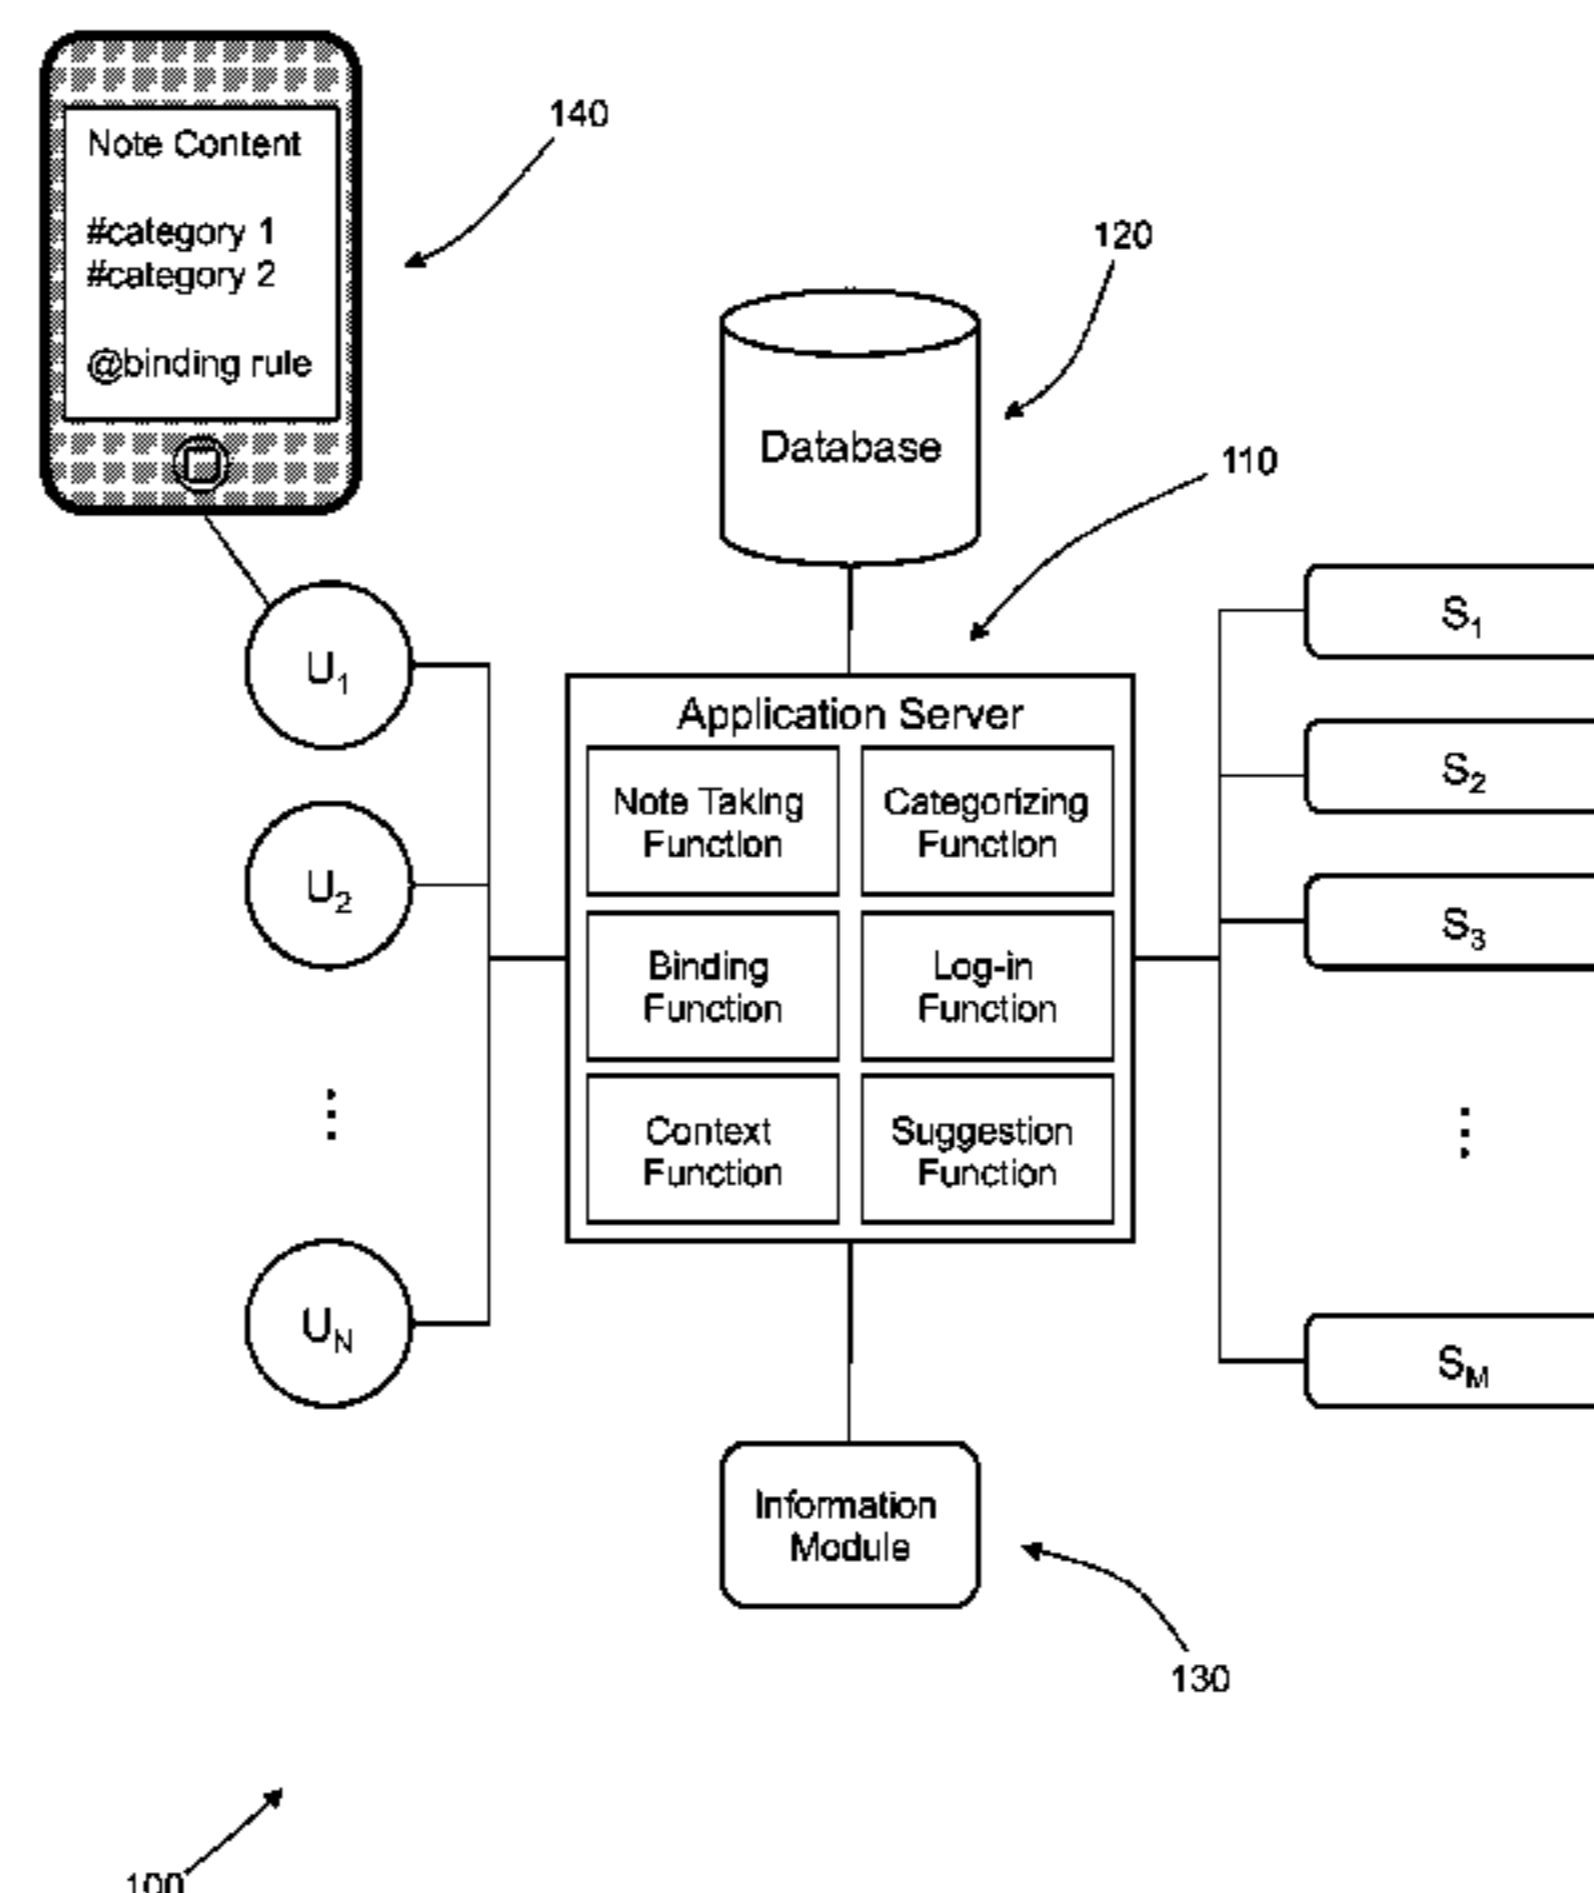 Note Content
#category 1
#category 2
@binding rule
140
120
Database
110
U1
U2
⋮
UN
Application Server
Note Taking
Function
Categorizing
Function
Binding
Function
Log-in
Function
Context
Function
Suggestion
Function
S1
S2
S3
⋮
SM
Information
Module
130
100